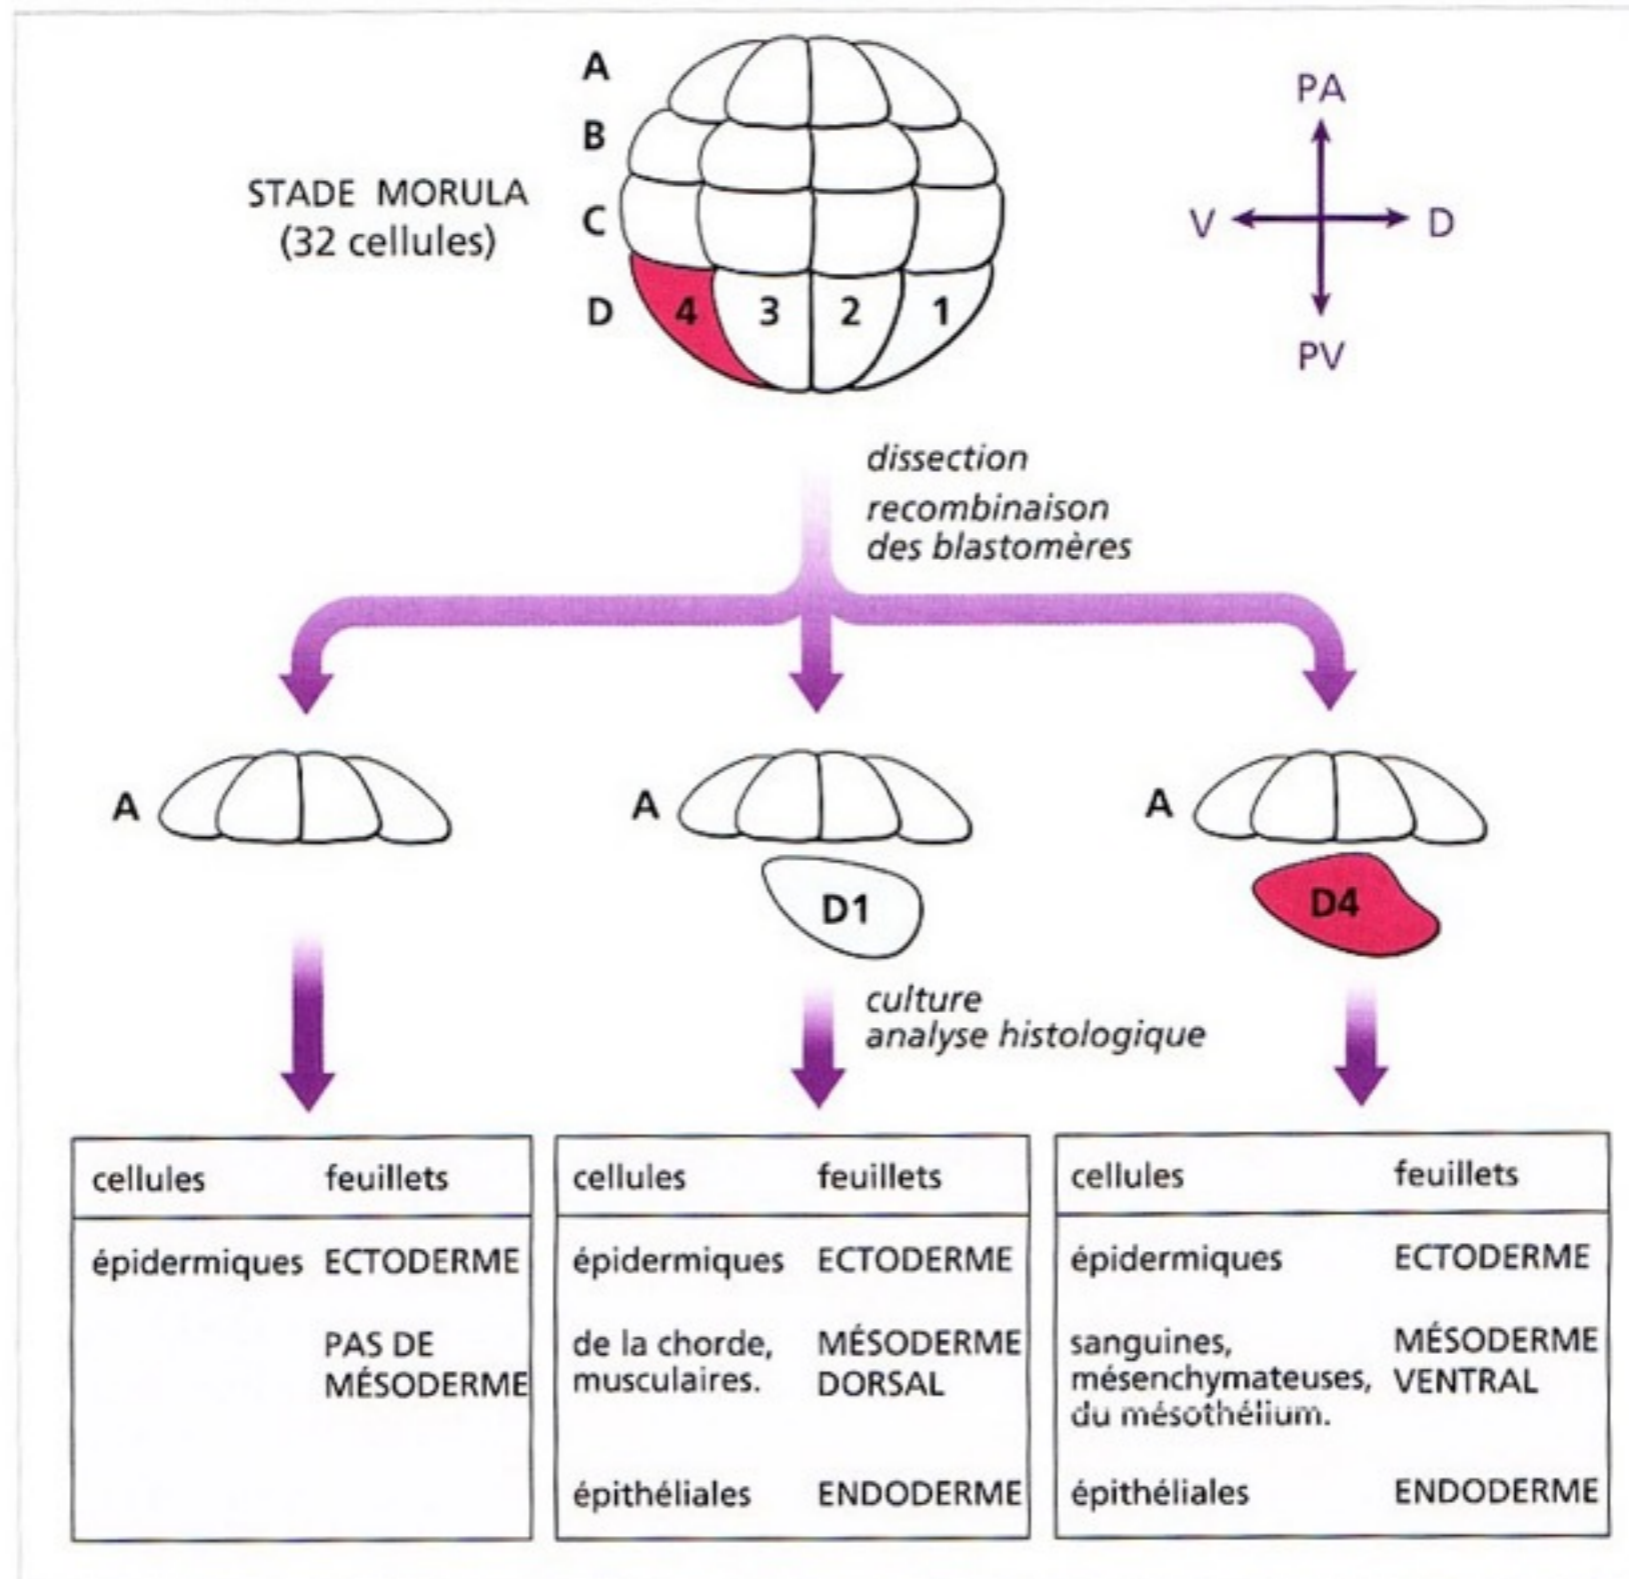 A
B
C
D
STADE MORULA
(32 cellules)
4 3 2 1
PA
V D
PV
dissection
recombinaison
des blastomères
A
A
D1
A
D4
culture
analyse histologique
cellules feuillets
épidermiques ECTODERME
PAS DE
MÉSODERME
cellules feuillets
épidermiques ECTODERME
de la chorde, MÉSODERME
musculaires. DORSAL
épithéliales ENDODERME
cellules feuillets
épidermiques ECTODERME
sanguines, MÉSODERME
mésenchymateuses, VENTRAL
du mésothélium.
épithéliales ENDODERME